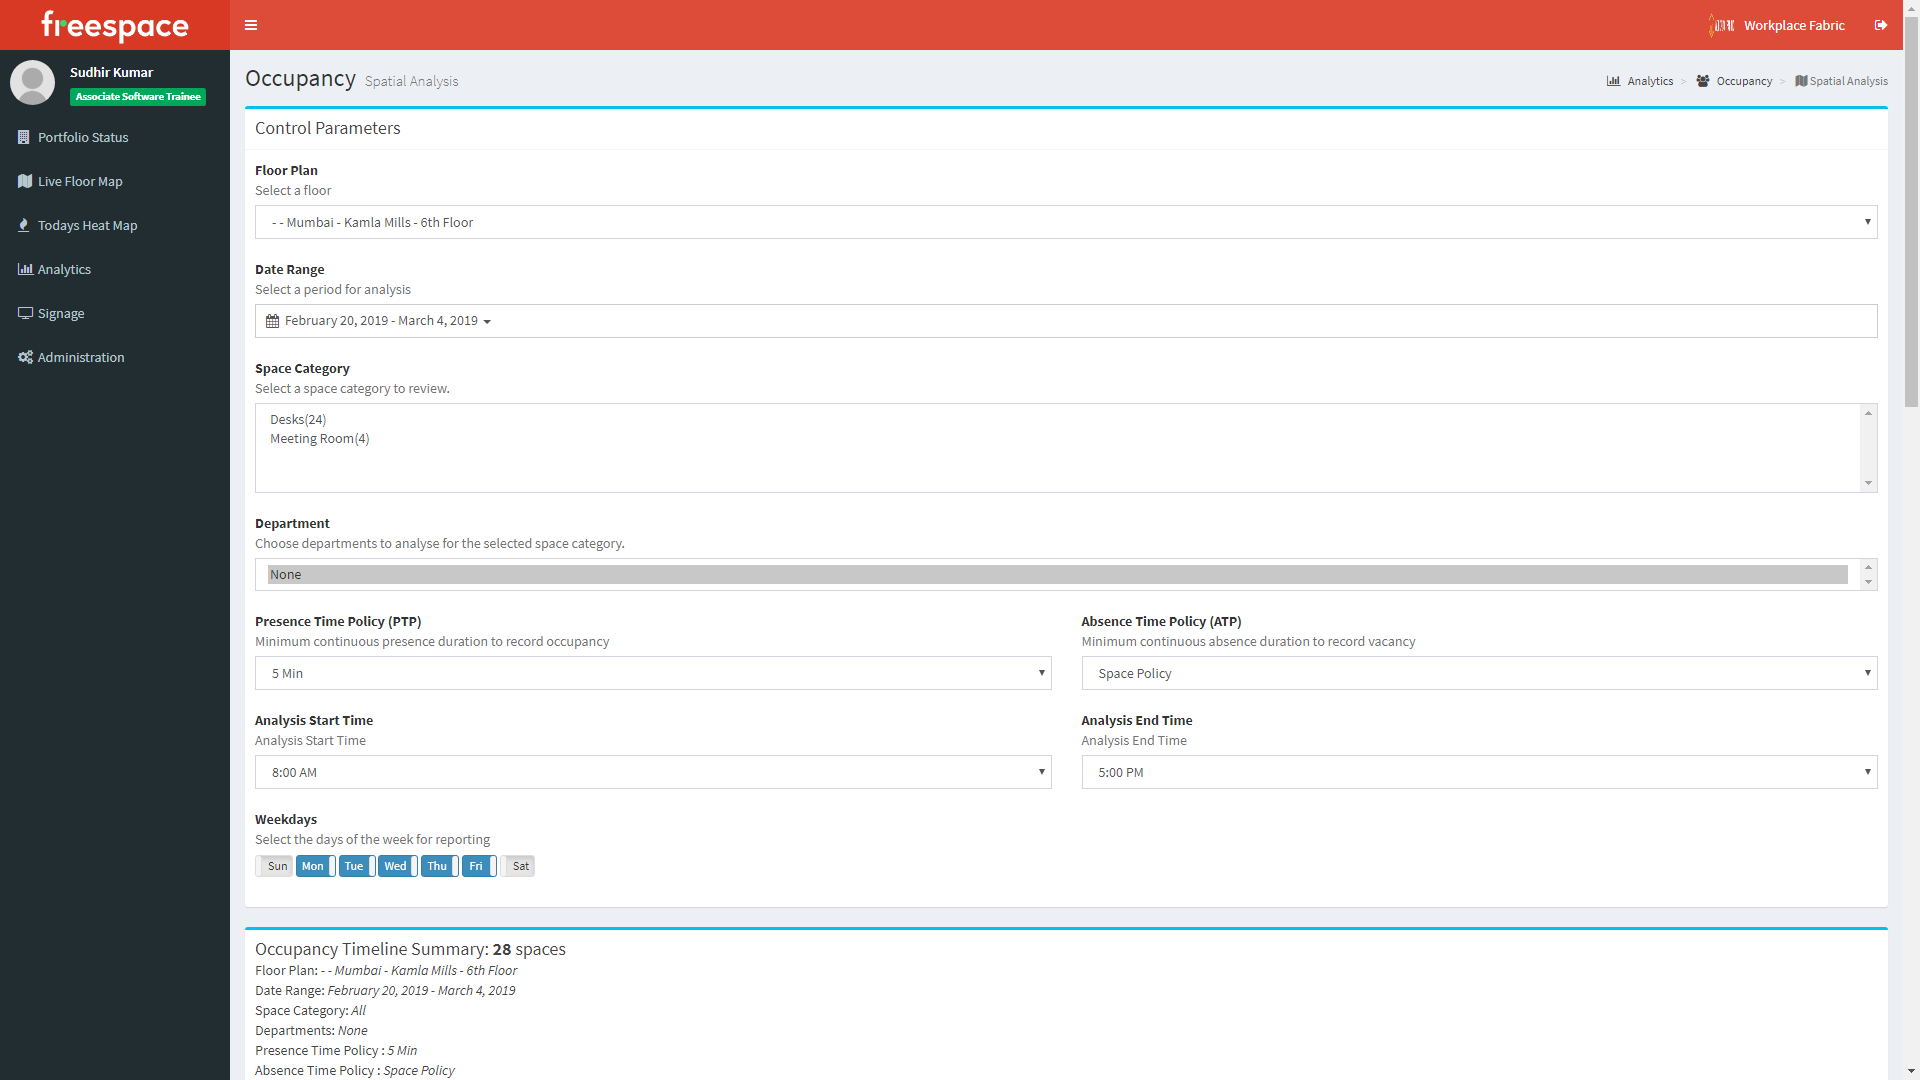 freespace
Workplace Fabric
Sudhir Kumar
Associate Software Trainee
Portfolio Status
Live Floor Map
Todays Heat Map
Analytics
Signage
Administration
Occupancy Spatial Analysis
Analytics > Occupancy > Spatial Analysis
Control Parameters
Floor Plan
Select a floor
- - Mumbai - Kamla Mills - 6th Floor
Date Range
Select a period for analysis
February 20, 2019 - March 4, 2019
Space Category
Select a space category to review.
Desks(24)
Meeting Room(4)
Department
Choose departments to analyse for the selected space category.
None
Presence Time Policy (PTP)
Minimum continuous presence duration to record occupancy
5 Min
Absence Time Policy (ATP)
Minimum continuous absence duration to record vacancy
Space Policy
Analysis Start Time
Analysis Start Time
8:00 AM
Analysis End Time
Analysis End Time
5:00 PM
Weekdays
Select the days of the week for reporting
Sun Mon Tue Wed Thu Fri Sat
Occupancy Timeline Summary: 28 spaces
Floor Plan: - - Mumbai - Kamla Mills - 6th Floor
Date Range: February 20, 2019 - March 4, 2019
Space Category: All
Departments: None
Presence Time Policy : 5 Min
Absence Time Policy : Space Policy